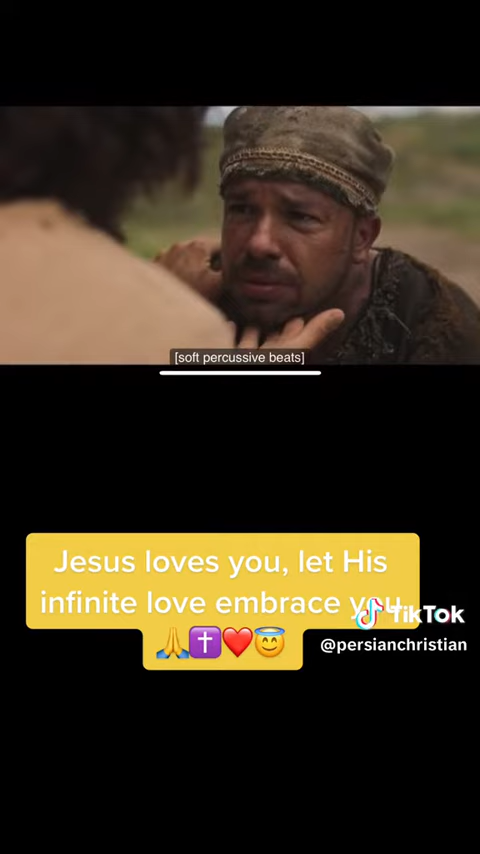 [soft percussive beats]
Jesus loves you, let His
infinite love embrace you
🙏✝️❤️😇
TikTok
@persianchristian